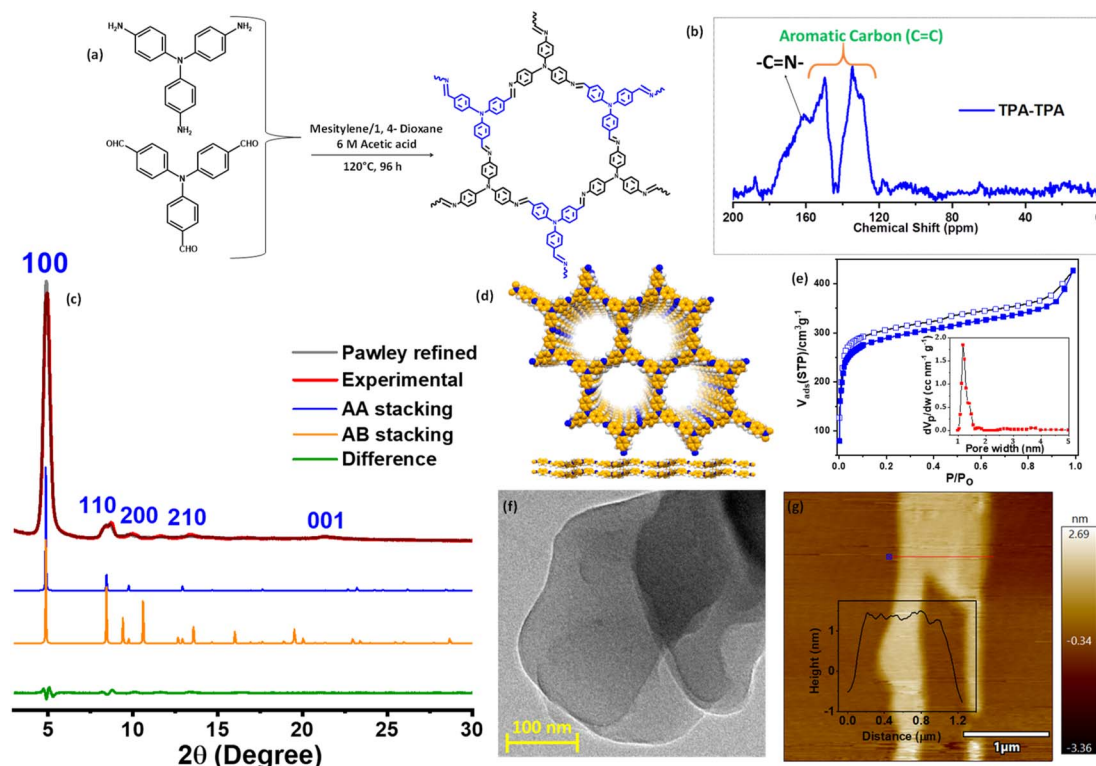 (a)
H₂N
NH₂
N
NH₂
OHC
CHO
N
CHO
Mesitylene/1, 4- Dioxane
6 M Acetic acid
120°C, 96 h
(b)
Aromatic Carbon (C=C)
-C=N-
TPA-TPA
200 160 120 80 40 0
Chemical Shift (ppm)
(c)
100
110
200
210
001
Pawley refined
Experimental
AA stacking
AB stacking
Difference
5 10 15 20 25 30
2θ (Degree)
(d)
(e)
400
300
200
100
0.0 0.2 0.4 0.6 0.8 1.0
Vads(STP)/cm³g⁻¹
P/Po
2.0
1.5
1.0
0.5
0.0
1 2 3 4 5
dVp/dw (cc nm⁻¹ g⁻¹)
Pore width (nm)
(f)
100 nm
(g)
Height (nm)
1
0
-1
0.0 0.4 0.8 1.2
Distance (μm)
1μm
nm
2.69
-0.34
-3.36